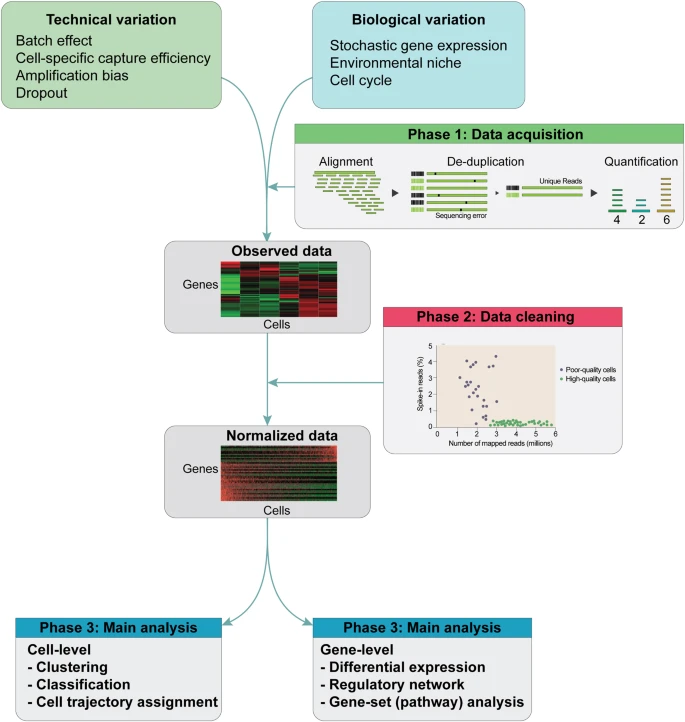 Technical variation
Batch effect
Cell-specific capture efficiency
Amplification bias
Dropout
Biological variation
Stochastic gene expression
Environmental niche
Cell cycle
Phase 1: Data acquisition
Alignment
De-duplication
Quantification
Unique Reads
Sequencing error
4 2 6
Observed data
Genes
Cells
Phase 2: Data cleaning
Spike-in reads (%)
5
4
3
2
1
0
0 1 2 3 4 5 6
Number of mapped reads (millions)
Poor-quality cells
High-quality cells
Normalized data
Genes
Cells
Phase 3: Main analysis
Cell-level
- Clustering
- Classification
- Cell trajectory assignment
Phase 3: Main analysis
Gene-level
- Differential expression
- Regulatory network
- Gene-set (pathway) analysis